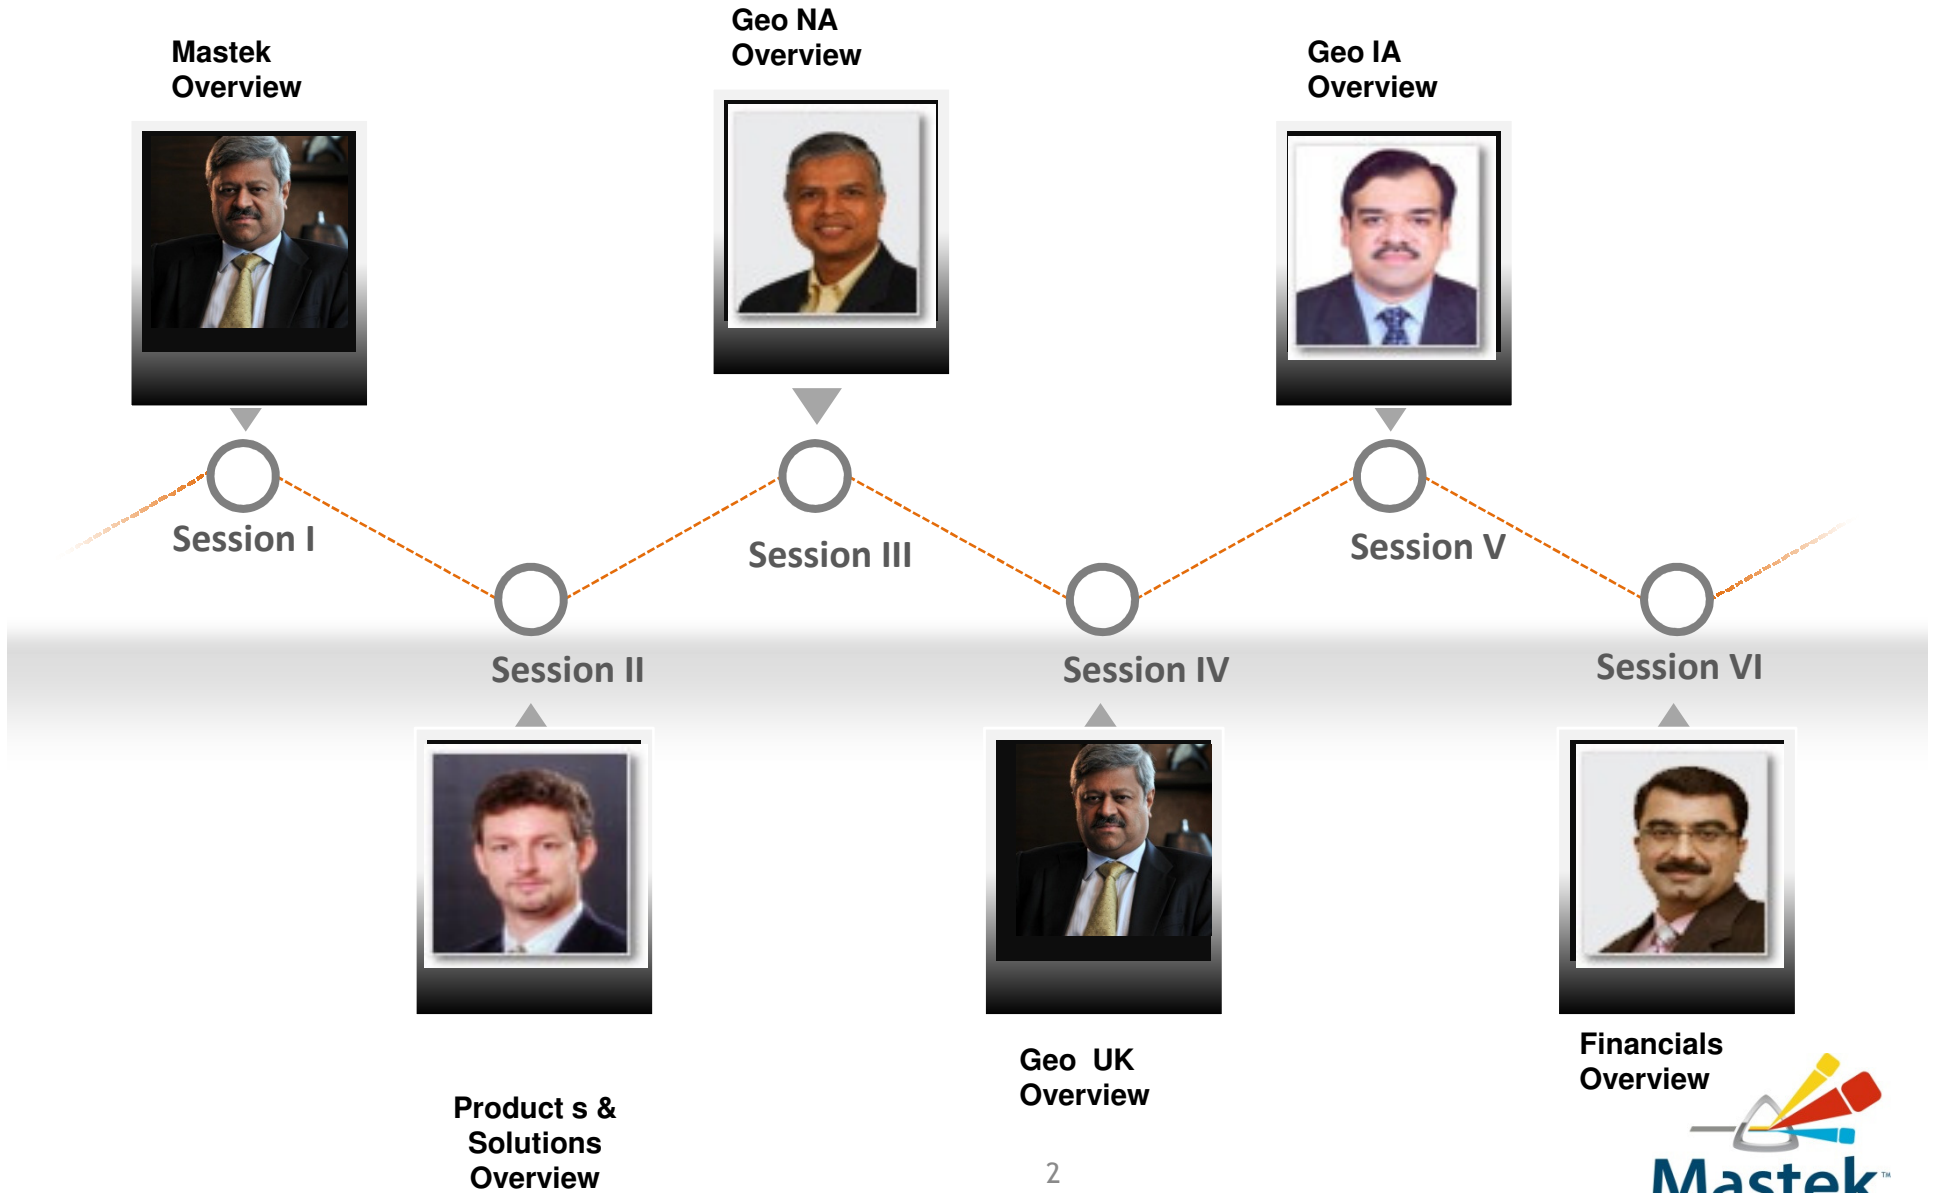 Mastek
Overview
Geo NA
Overview
Geo IA
Overview
Session I
Session III
Session V
Session II
Session IV
Session VI
Product s &
Solutions
Overview
Geo  UK
Overview
Financials
Overview
2
Mastek™